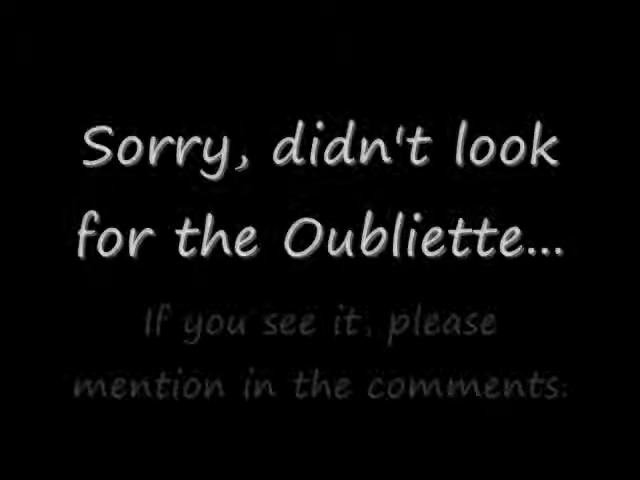 Sorry, didn't look
for the Oubliette...
If you see it, please
mention in the comments.